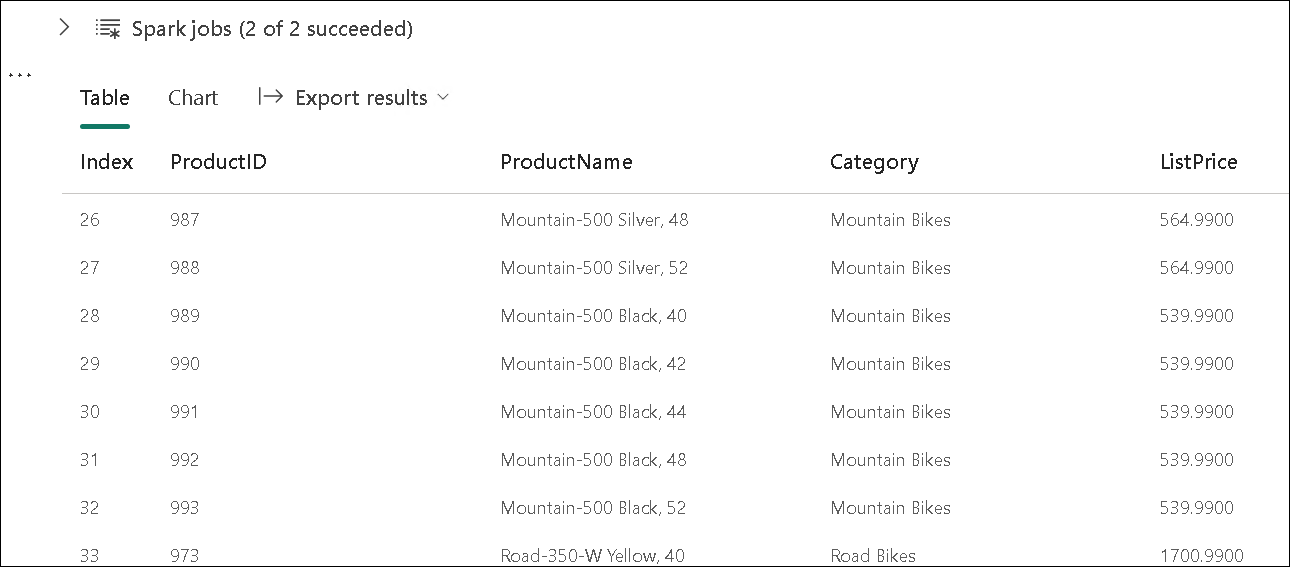 Spark jobs (2 of 2 succeeded)
Table Chart Export results
Index ProductID ProductName Category ListPrice
26 987 Mountain-500 Silver, 48 Mountain Bikes 564.9900
27 988 Mountain-500 Silver, 52 Mountain Bikes 564.9900
28 989 Mountain-500 Black, 40 Mountain Bikes 539.9900
29 990 Mountain-500 Black, 42 Mountain Bikes 539.9900
30 991 Mountain-500 Black, 44 Mountain Bikes 539.9900
31 992 Mountain-500 Black, 48 Mountain Bikes 539.9900
32 993 Mountain-500 Black, 52 Mountain Bikes 539.9900
33 973 Road-350-W Yellow, 40 Road Bikes 1700.9900